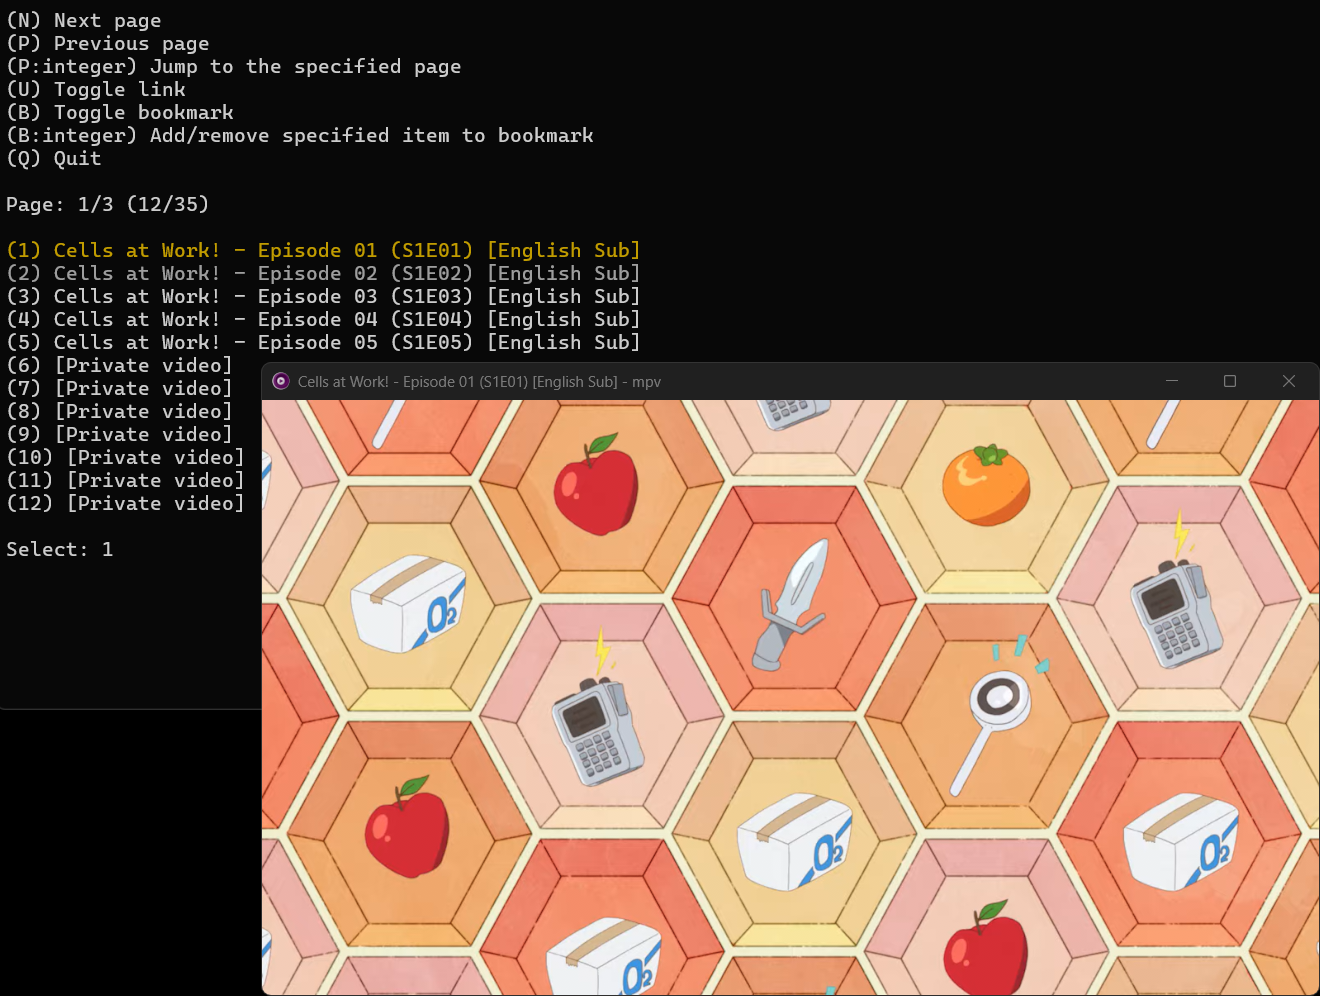 (N) Next page
(P) Previous page
(P:integer) Jump to the specified page
(U) Toggle link
(B) Toggle bookmark
(B:integer) Add/remove specified item to bookmark
(Q) Quit
Page: 1/3 (12/35)
(1) Cells at Work! - Episode 01 (S1E01) [English Sub]
(2) Cells at Work! - Episode 02 (S1E02) [English Sub]
(3) Cells at Work! - Episode 03 (S1E03) [English Sub]
(4) Cells at Work! - Episode 04 (S1E04) [English Sub]
(5) Cells at Work! - Episode 05 (S1E05) [English Sub]
(6) [Private video]
(7) [Private video]
(8) [Private video]
(9) [Private video]
(10) [Private video]
(11) [Private video]
(12) [Private video]
Select: 1
Cells at Work! - Episode 01 (S1E01) [English Sub] - mpv
O2
O2
O2
O2